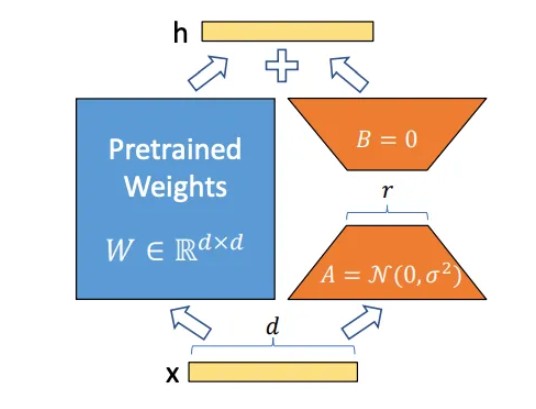 h
Pretrained
Weights
W ∈ ℝ^{d×d}
B = 0
r
A = 𝒩(0, σ²)
d
x